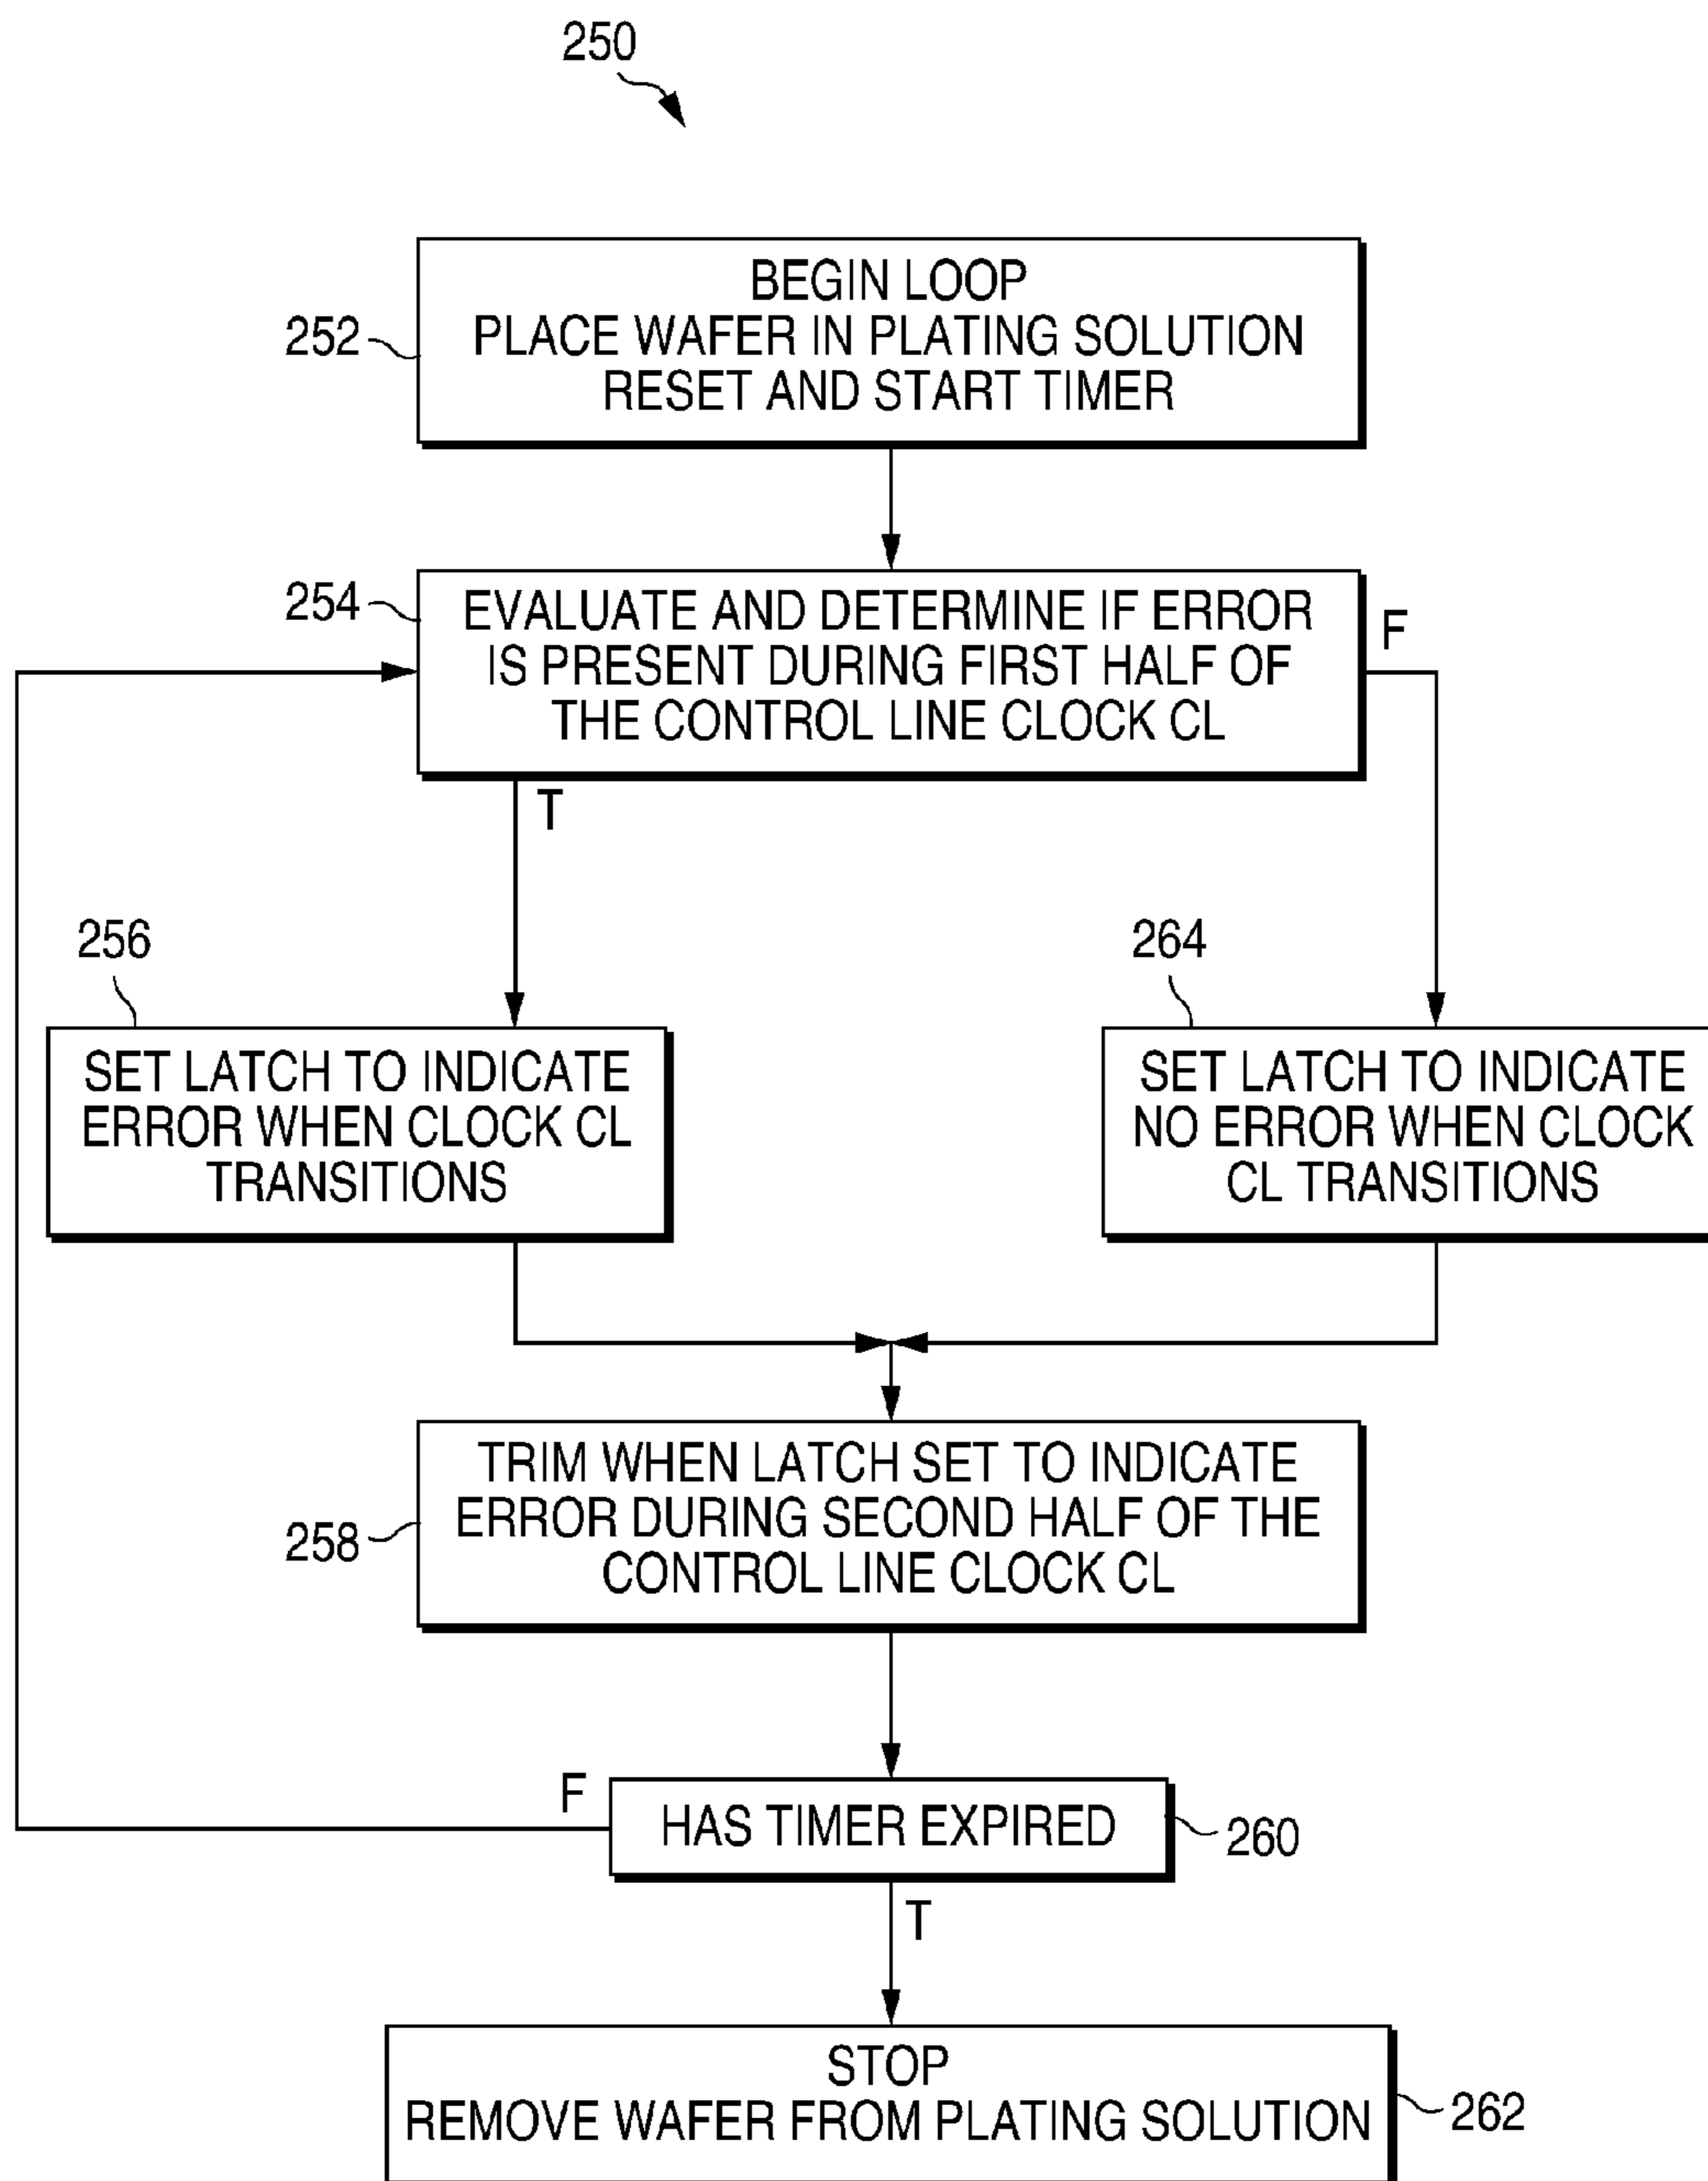 250
252
BEGIN LOOP
PLACE WAFER IN PLATING SOLUTION
RESET AND START TIMER
254
EVALUATE AND DETERMINE IF ERROR
IS PRESENT DURING FIRST HALF OF
THE CONTROL LINE CLOCK CL
F
T
256
SET LATCH TO INDICATE
ERROR WHEN CLOCK CL
TRANSITIONS
264
SET LATCH TO INDICATE
NO ERROR WHEN CLOCK
CL TRANSITIONS
258
TRIM WHEN LATCH SET TO INDICATE
ERROR DURING SECOND HALF OF THE
CONTROL LINE CLOCK CL
F
HAS TIMER EXPIRED
260
T
STOP
REMOVE WAFER FROM PLATING SOLUTION
262